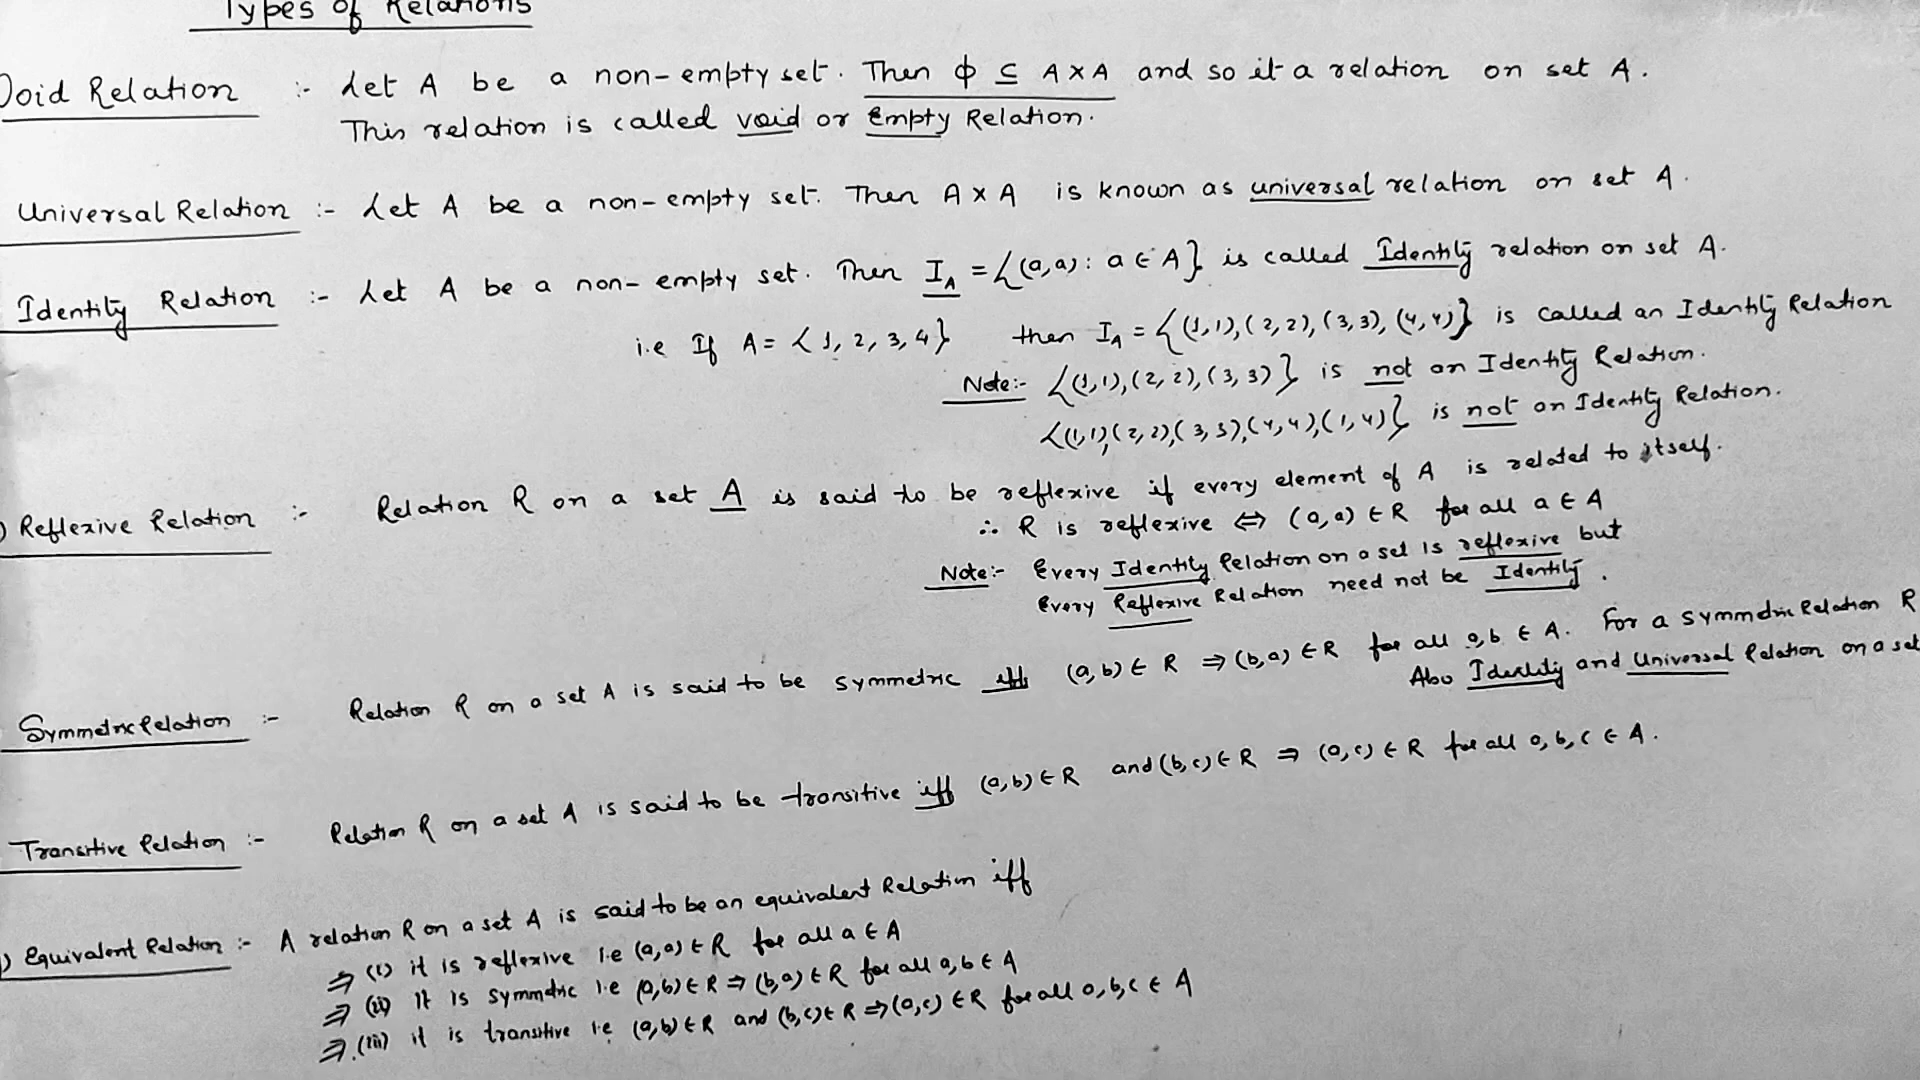 Types of Relations
Void Relation :- Let A be a non-empty set. Then ϕ ⊆ A×A and so it a relation on set A.
This relation is called void or Empty Relation.
Universal Relation :- Let A be a non-empty set. Then A×A is known as universal relation on set A.
Identity Relation :- Let A be a non-empty set. Then I_A = {(a,a): a ∈ A} is called Identity relation on set A.
i.e If A = {1, 2, 3, 4} then I_A = {(1,1), (2,2), (3,3), (4,4)} is called an Identity Relation
Note:- {(1,1), (2,2), (3,3)} is not an Identity Relation.
{(1,1)(2,2),(3,3),(4,4),(1,4)} is not an Identity Relation.
) Reflexive Relation :- Relation R on a set A is said to be reflexive if every element of A is related to itself.
∴ R is reflexive ⇔ (a,a) ∈ R for all a ∈ A
Note:- Every Identity Relation on a set is reflexive but
Every Reflexive Relation need not be Identity.
Symmetric Relation :- Relation R on a set A is said to be symmetric iff (a,b) ∈ R ⇒ (b,a) ∈ R for all a,b ∈ A. For a symmetric Relation R
Also Identity and Universal Relation on a set
Transitive Relation :- Relation R on a set A is said to be transitive iff (a,b) ∈ R and (b,c) ∈ R ⇒ (a,c) ∈ R for all a,b,c ∈ A.
) Equivalent Relation :- A relation R on a set A is said to be an equivalent Relation iff
⇒ (i) it is reflexive i.e (a,a) ∈ R for all a ∈ A
⇒ (ii) It is symmetric i.e (a,b) ∈ R ⇒ (b,a) ∈ R for all a,b ∈ A
⇒ (iii) it is transitive i.e (a,b) ∈ R and (b,c) ∈ R ⇒ (a,c) ∈ R for all a,b,c ∈ A